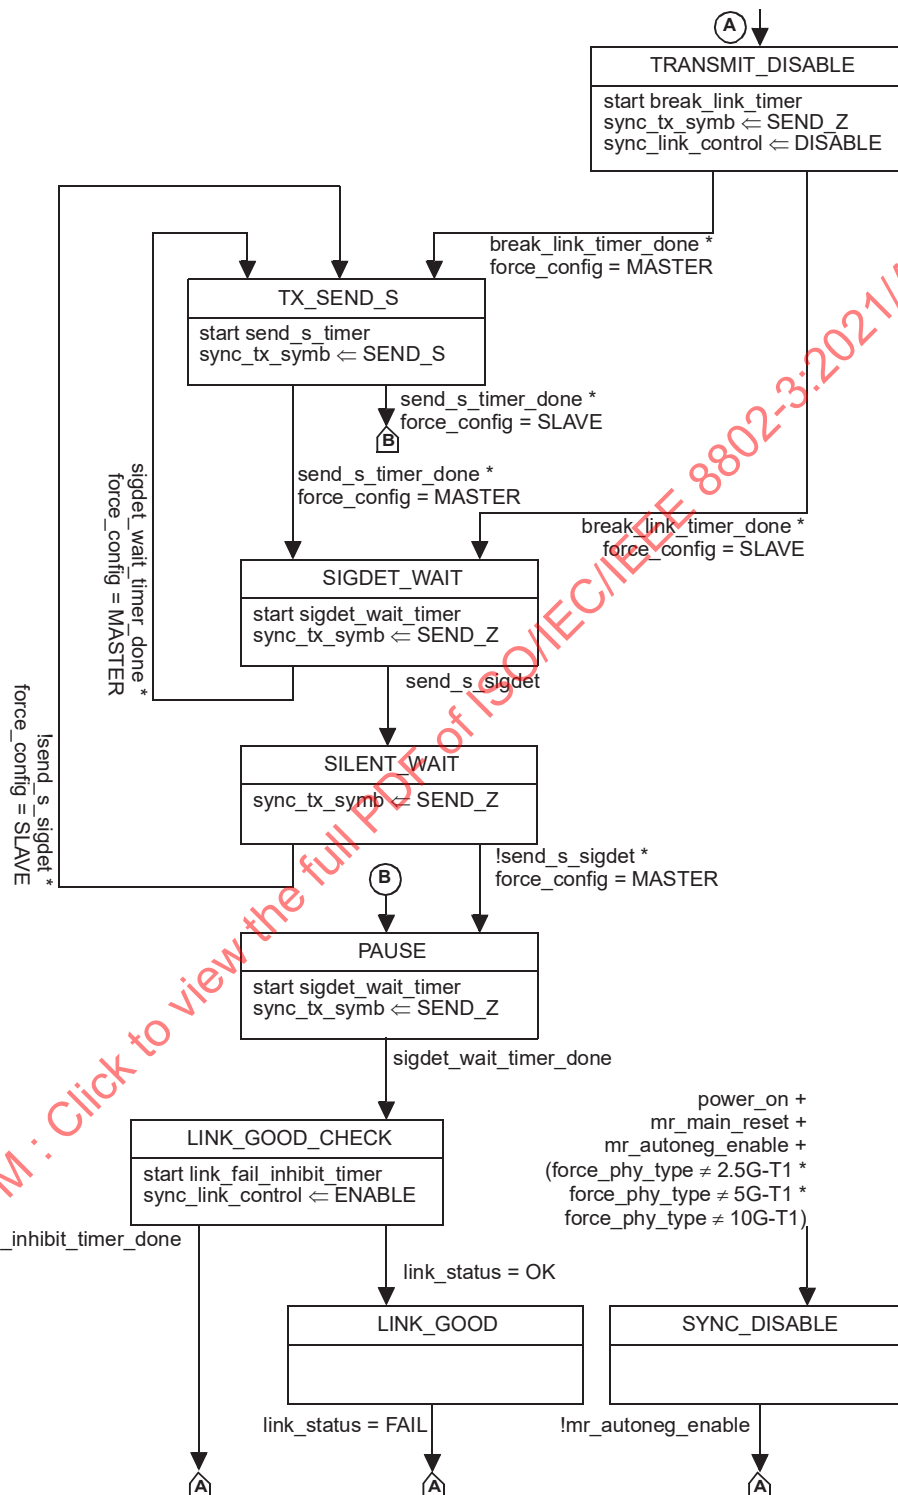 A
TRANSMIT_DISABLE
start break_link_timer
sync_tx_symb ⇐ SEND_Z
sync_link_control ⇐ DISABLE
break_link_timer_done *
force_config = MASTER
TX_SEND_S
start send_s_timer
sync_tx_symb ⇐ SEND_S
send_s_timer_done *
force_config = SLAVE
B
send_s_timer_done *
force_config = MASTER
sigdet_wait_timer_done *
force_config = MASTER
break_link_timer_done *
force_config = SLAVE
SIGDET_WAIT
start sigdet_wait_timer
sync_tx_symb ⇐ SEND_Z
send_s_sigdet
!send_s_sigdet *
force_config = SLAVE
SILENT_WAIT
sync_tx_symb ⇐ SEND_Z
!send_s_sigdet *
force_config = MASTER
B
PAUSE
start sigdet_wait_timer
sync_tx_symb ⇐ SEND_Z
sigdet_wait_timer_done
LINK_GOOD_CHECK
start link_fail_inhibit_timer
sync_link_control ⇐ ENABLE
_inhibit_timer_done
link_status = OK
power_on +
mr_main_reset +
mr_autoneg_enable +
(force_phy_type ≠ 2.5G-T1 *
force_phy_type ≠ 5G-T1 *
force_phy_type ≠ 10G-T1)
LINK_GOOD
SYNC_DISABLE
link_status = FAIL
!mr_autoneg_enable
A
A
A
M : Click to view the full PDF of ISO/IEC/IEEE 8802-3:2021/